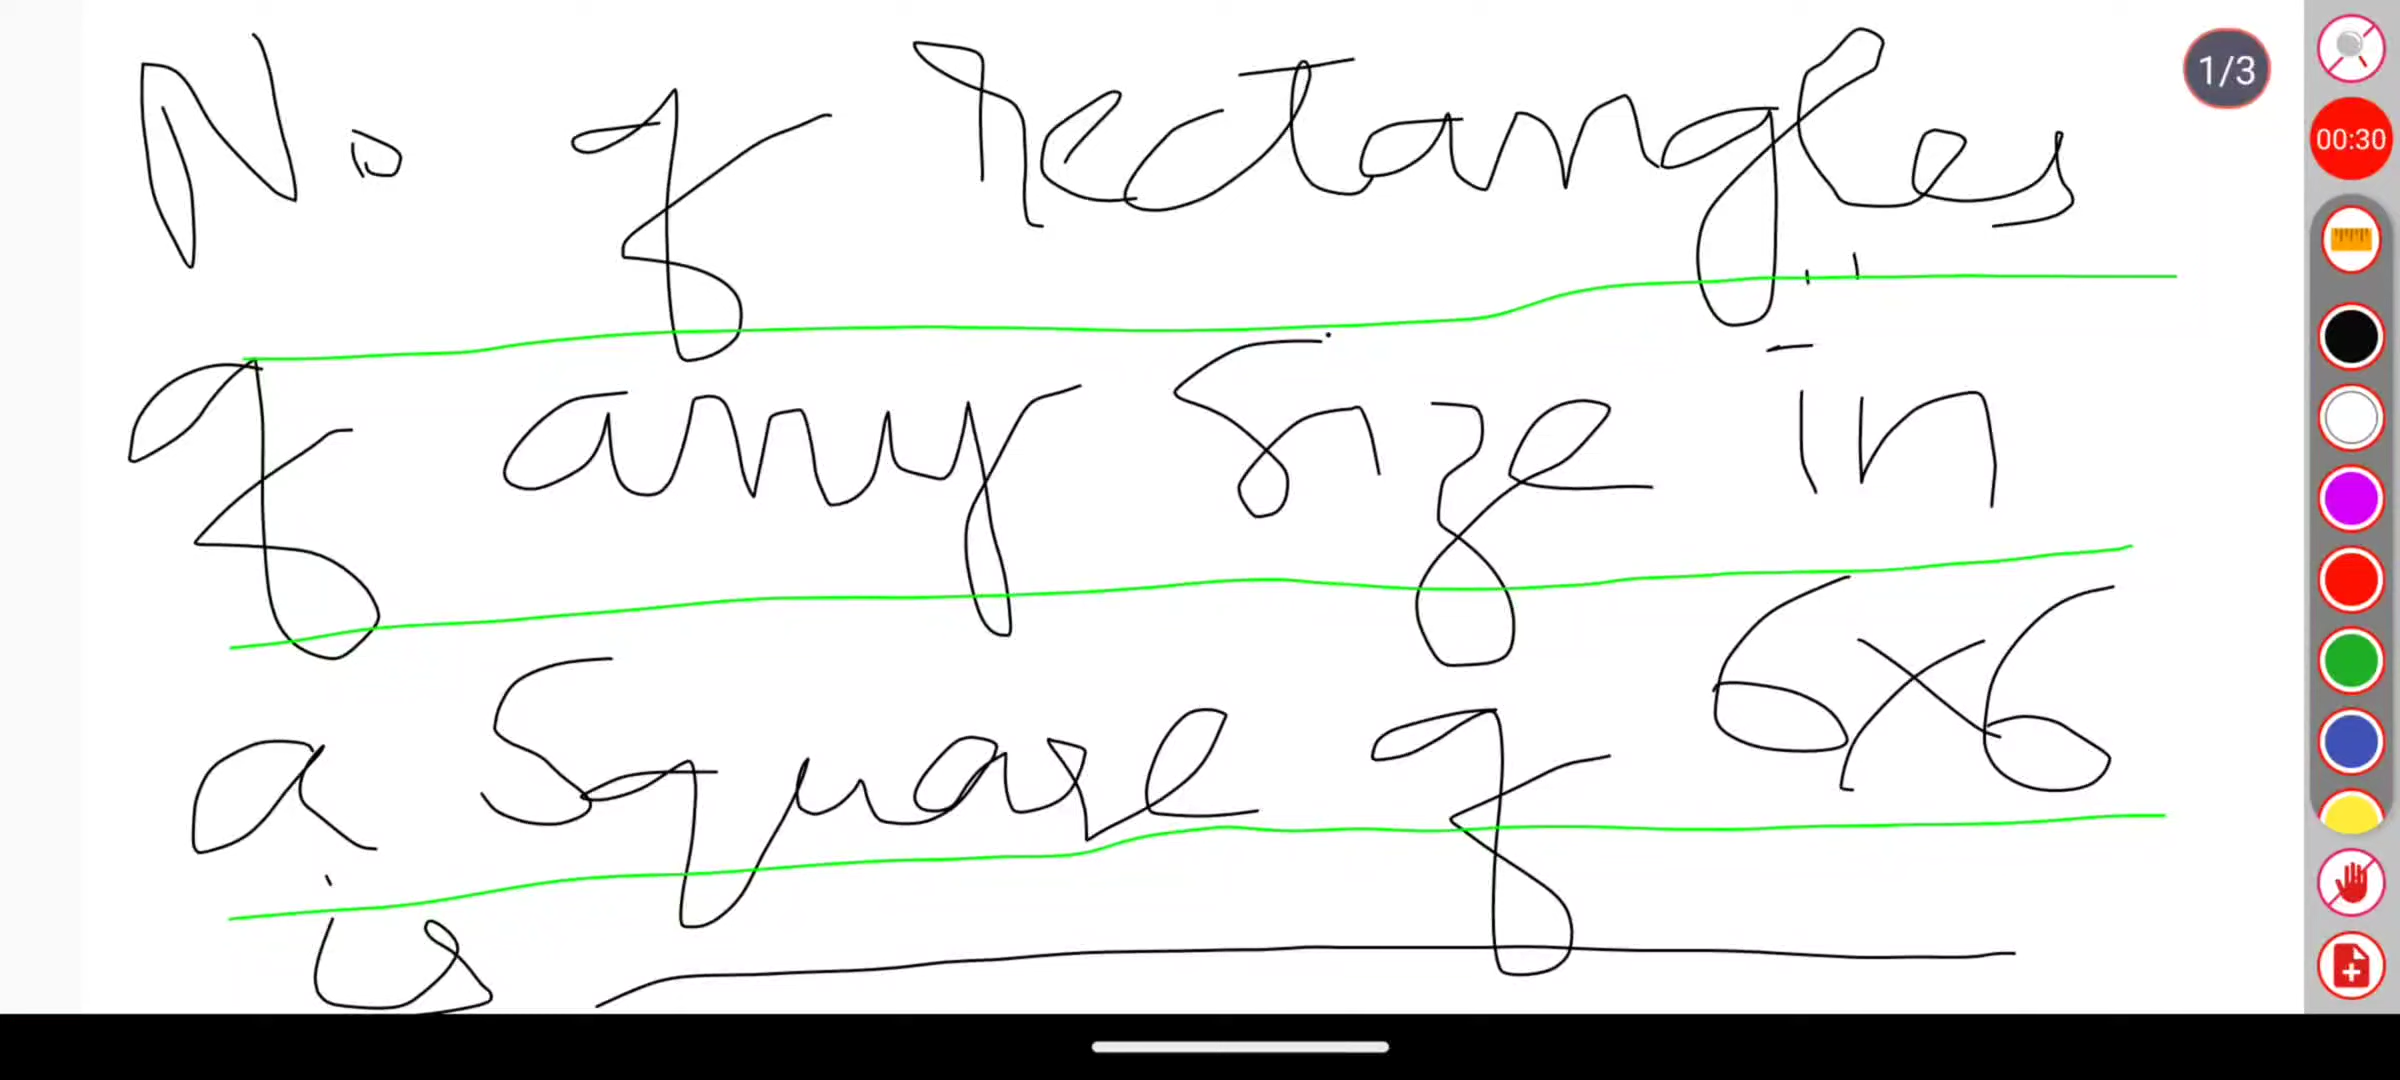 No of rectangles
of any size in
a square of 6x6
is
1/3
00:30